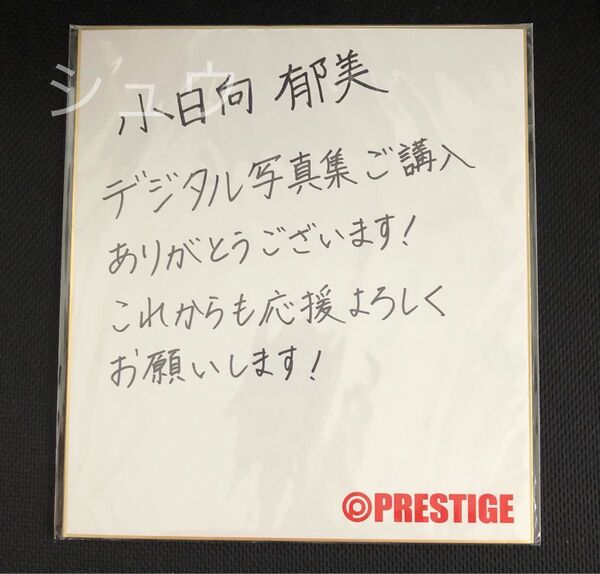 シュウ
小日向 郁美
デジタル写真集ご講入
ありがとうございます!
これからも応援よろしく
お願いします!
PRESTIGE